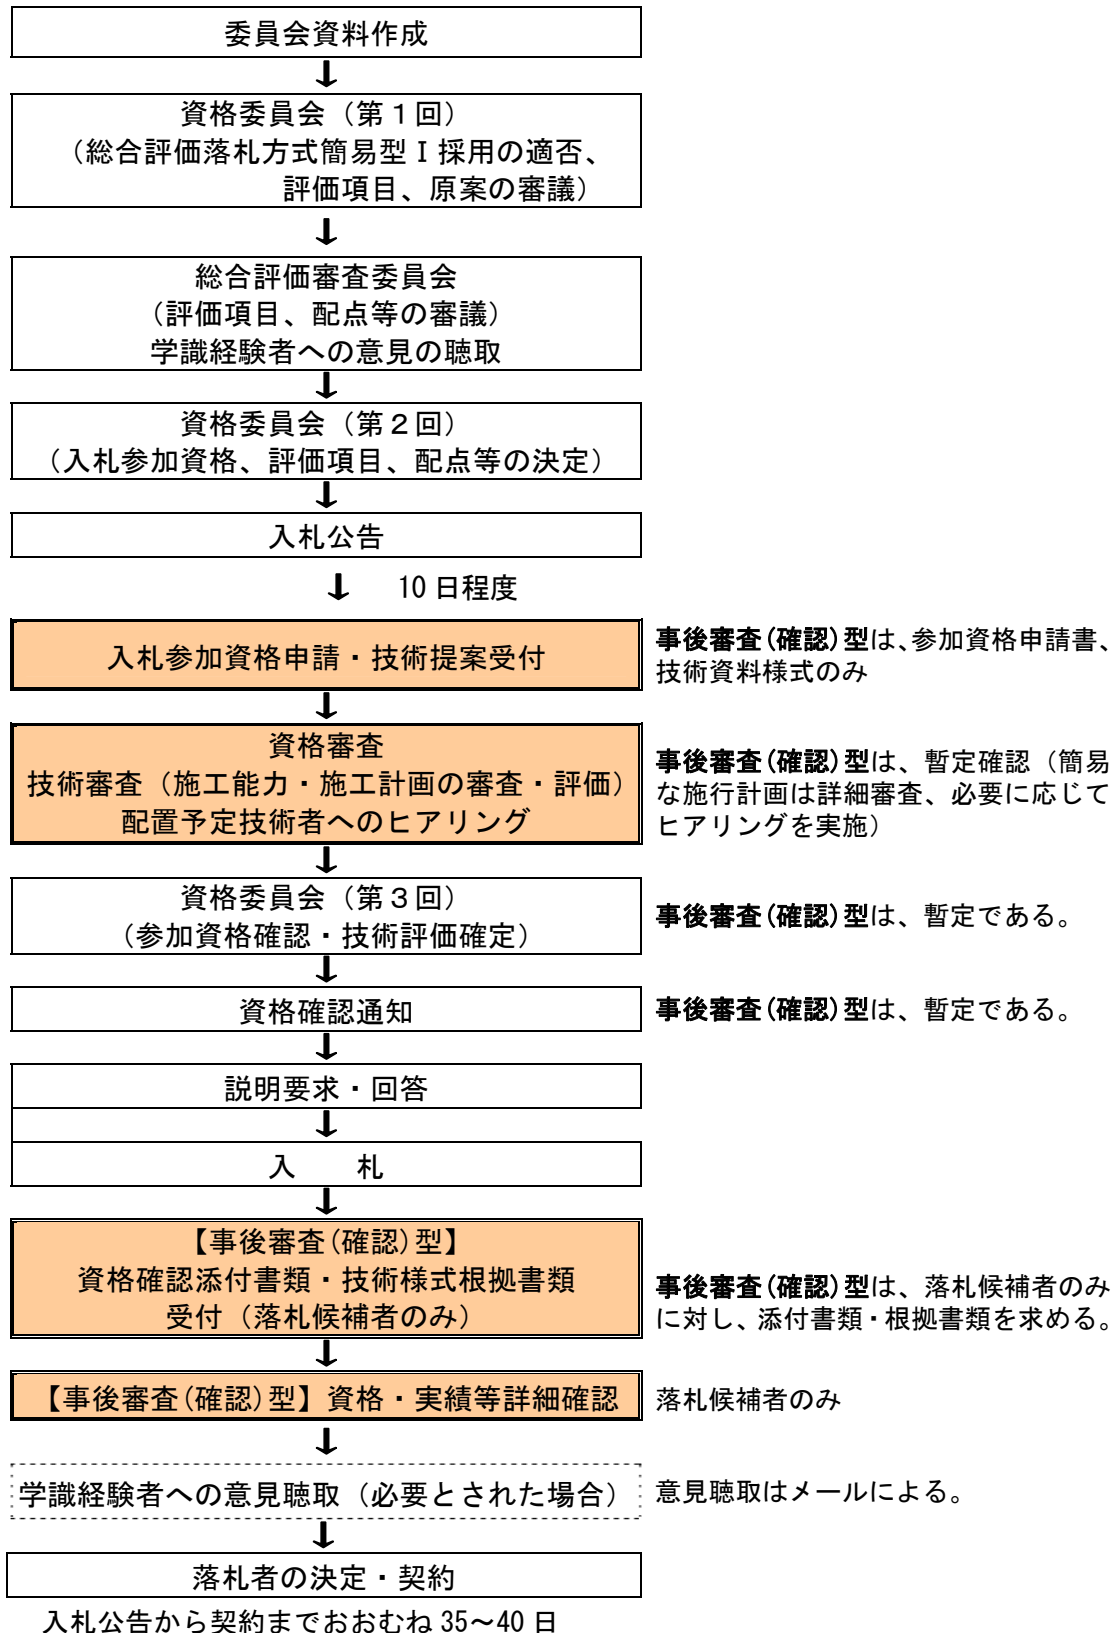 委員会資料作成
↓
資格委員会（第１回）
（総合評価落札方式簡易型Ⅰ採用の適否、
評価項目、原案の審議）
↓
総合評価審査委員会
（評価項目、配点等の審議）
学識経験者への意見の聴取
↓
資格委員会（第２回）
（入札参加資格、評価項目、配点等の決定）
↓
入札公告
↓ 10日程度
入札参加資格申請・技術提案受付
事後審査(確認)型は、参加資格申請書、
技術資料様式のみ
↓
資格審査
技術審査（施工能力・施工計画の審査・評価）
配置予定技術者へのヒアリング
事後審査(確認)型は、暫定確認（簡易
な施行計画は詳細審査、必要に応じて
ヒアリングを実施）
↓
資格委員会（第３回）
（参加資格確認・技術評価確定）
事後審査(確認)型は、暫定である。
↓
資格確認通知
事後審査(確認)型は、暫定である。
↓
説明要求・回答
↓
入　　札
↓
【事後審査(確認)型】
資格確認添付書類・技術様式根拠書類
受付（落札候補者のみ）
事後審査(確認)型は、落札候補者のみ
に対し、添付書類・根拠書類を求める。
↓
【事後審査(確認)型】資格・実績等詳細確認
落札候補者のみ
↓
学識経験者への意見聴取（必要とされた場合）
意見聴取はメールによる。
↓
落札者の決定・契約
入札公告から契約までおおむね35～40日